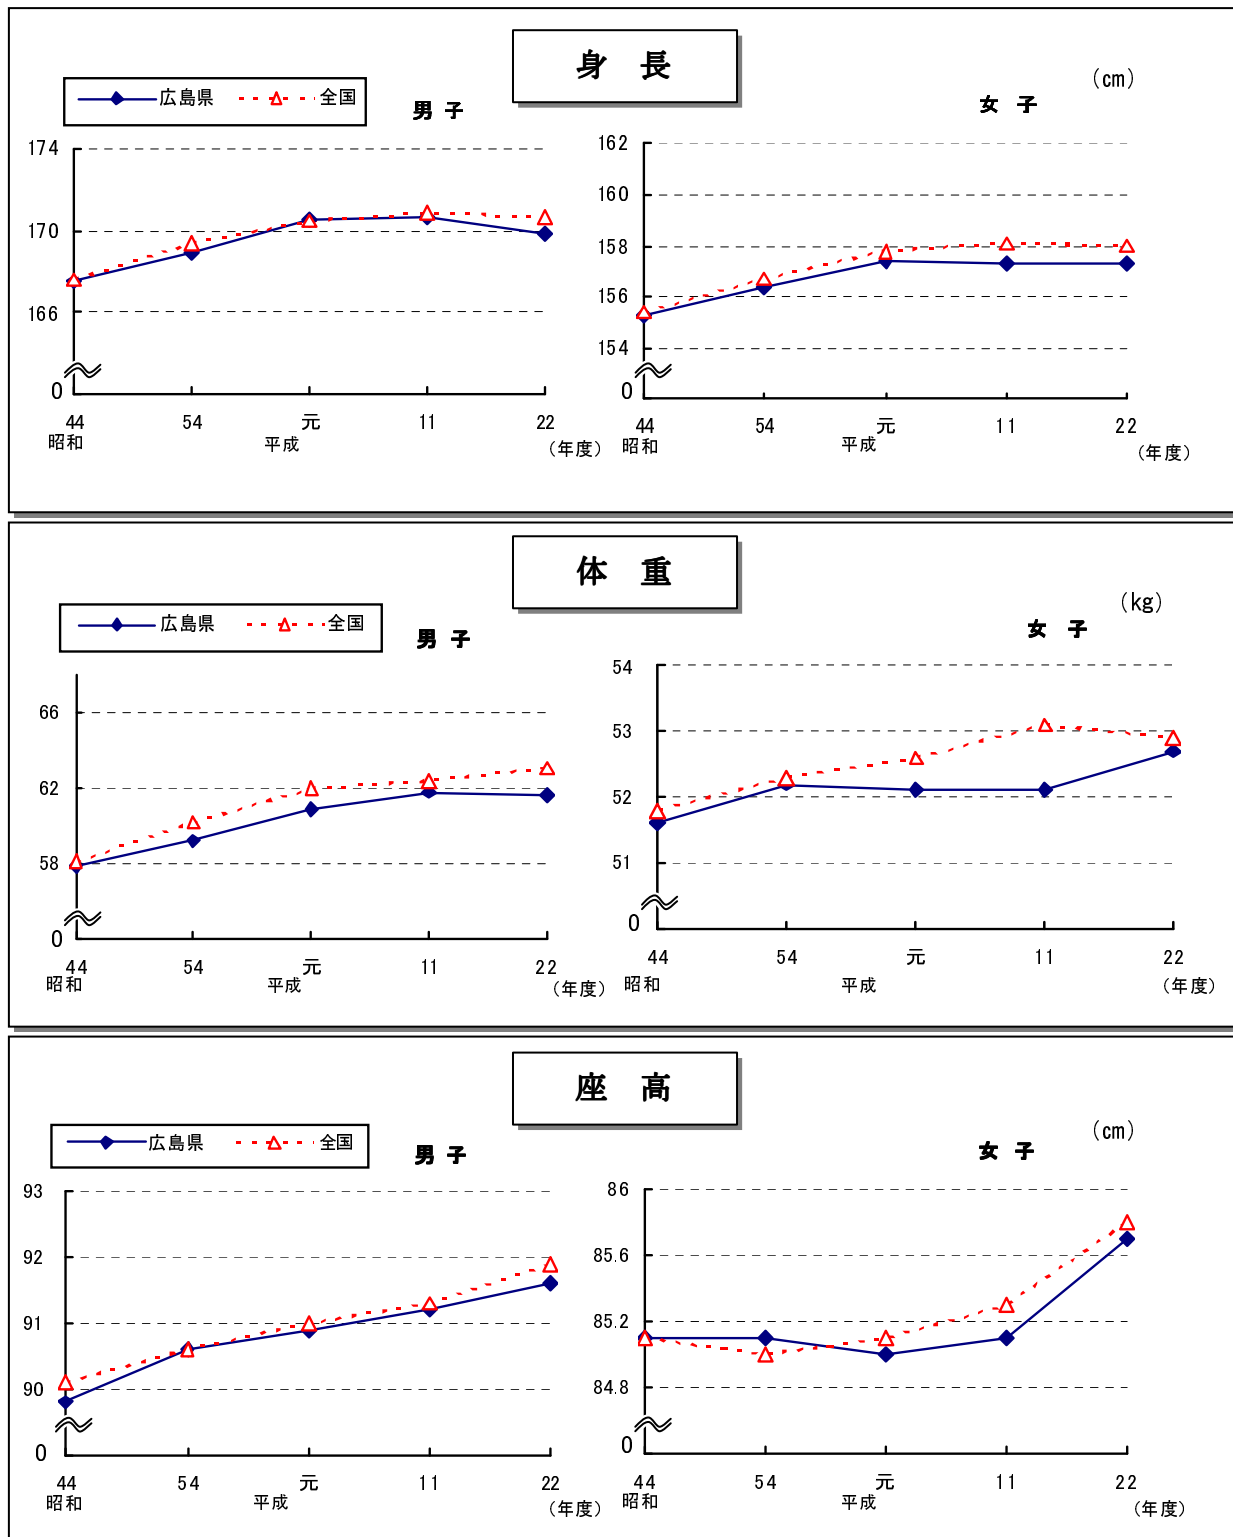 身 長
(cm)
広島県 全国
男 子
女 子
174
170
166
0
44 54 元 11 22
昭和 平成 (年度)
162
160
158
156
154
0
44 54 元 11 22
昭和 平成 (年度)
体 重
(kg)
広島県 全国
男 子
女 子
66
62
58
0
44 54 元 11 22
昭和 平成 (年度)
54
53
52
51
0
44 54 元 11 22
昭和 平成 (年度)
座 高
(cm)
広島県 全国
男 子
女 子
93
92
91
90
0
44 54 元 11 22
昭和 平成 (年度)
86
85.6
85.2
84.8
0
44 54 元 11 22
昭和 平成 (年度)